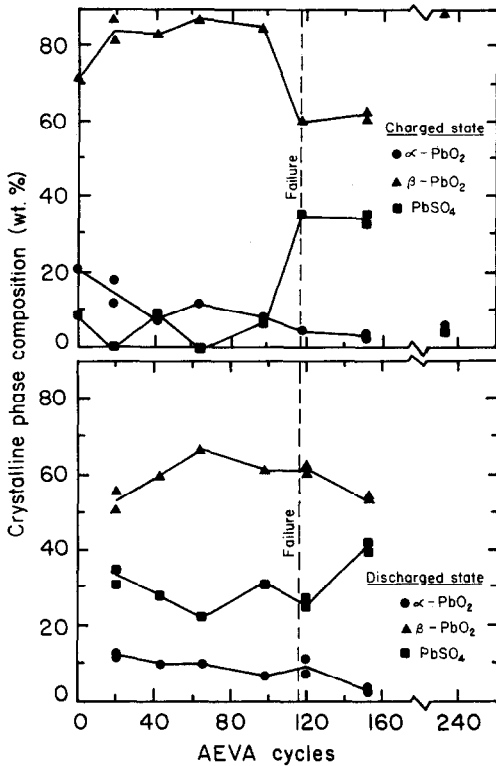 Crystalline phase composition (wt. %)
80
60
40
20
0
Failure
Charged state
α-PbO2
β-PbO2
PbSO4
80
60
40
20
0
Failure
Discharged state
α-PbO2
β-PbO2
PbSO4
0 40 80 120 160 240
AEVA cycles